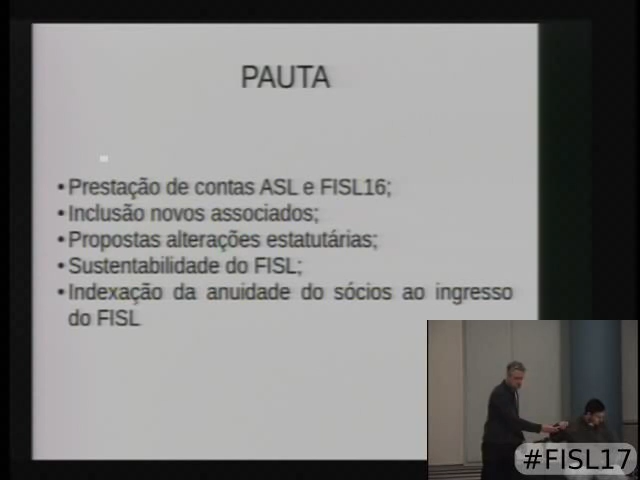 PAUTA
• Prestação de contas ASL e FISL16;
• Inclusão novos associados;
• Propostas alterações estatutárias;
• Sustentabilidade do FISL;
• Indexação da anuidade do sócios ao ingresso
do FISL
#FISL17